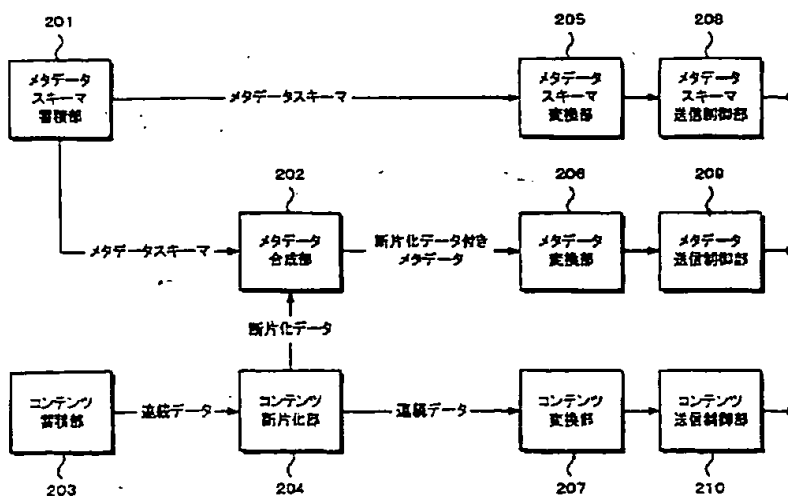 201
205
208
メタデータ
スキーマ
蓄積部
メタデータスキーマ
メタデータ
スキーマ
変換部
メタデータ
スキーマ
送信制御部
202
206
209
メタデータスキーマ
メタデータ
合成部
断片化データ付き
メタデータ
メタデータ
変換部
メタデータ
送信制御部
断片化データ
コンテンツ
蓄積部
連続データ
コンテンツ
断片化部
連続データ
コンテンツ
変換部
コンテンツ
送信制御部
203
204
207
210